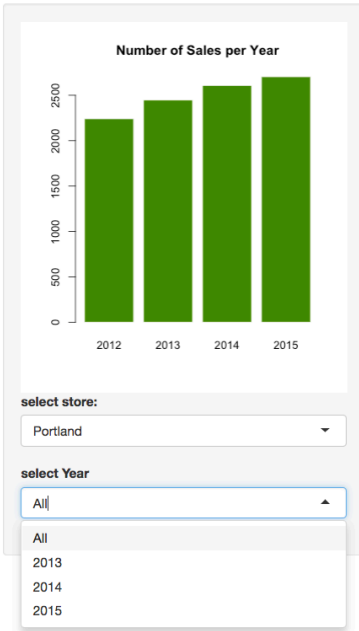 Number of Sales per Year
2500
2000
1500
1000
500
0
2012 2013 2014 2015
select store:
Portland
select Year
All
All
2013
2014
2015